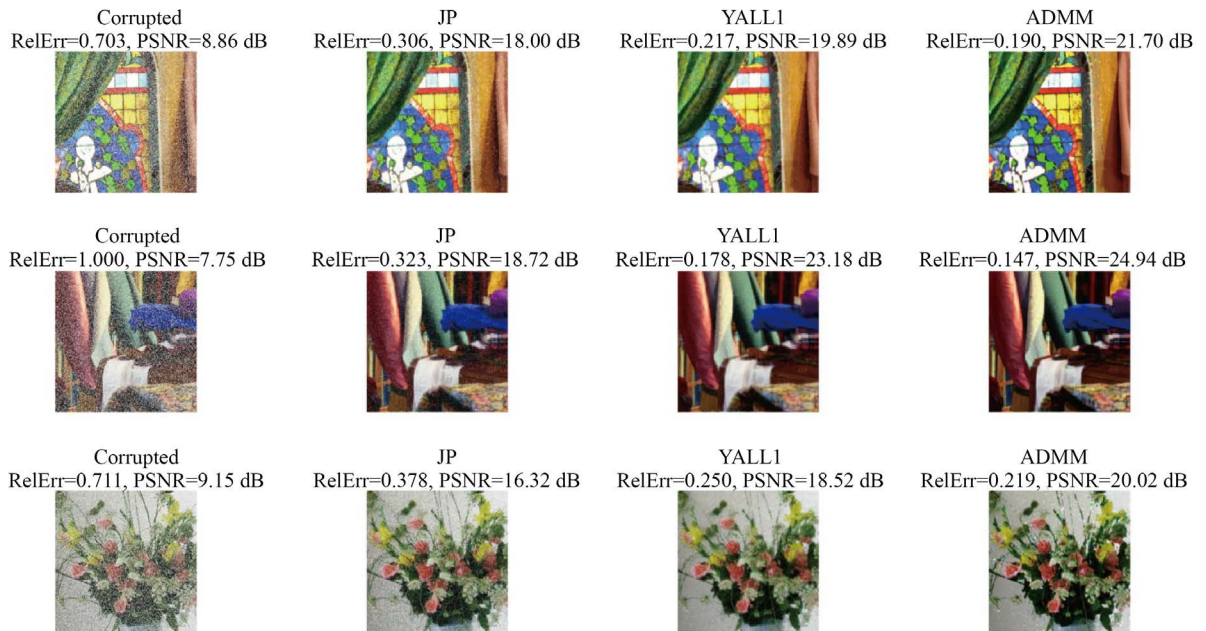 Corrupted
RelErr=0.703, PSNR=8.86 dB
JP
RelErr=0.306, PSNR=18.00 dB
YALL1
RelErr=0.217, PSNR=19.89 dB
ADMM
RelErr=0.190, PSNR=21.70 dB
Corrupted
RelErr=1.000, PSNR=7.75 dB
JP
RelErr=0.323, PSNR=18.72 dB
YALL1
RelErr=0.178, PSNR=23.18 dB
ADMM
RelErr=0.147, PSNR=24.94 dB
Corrupted
RelErr=0.711, PSNR=9.15 dB
JP
RelErr=0.378, PSNR=16.32 dB
YALL1
RelErr=0.250, PSNR=18.52 dB
ADMM
RelErr=0.219, PSNR=20.02 dB